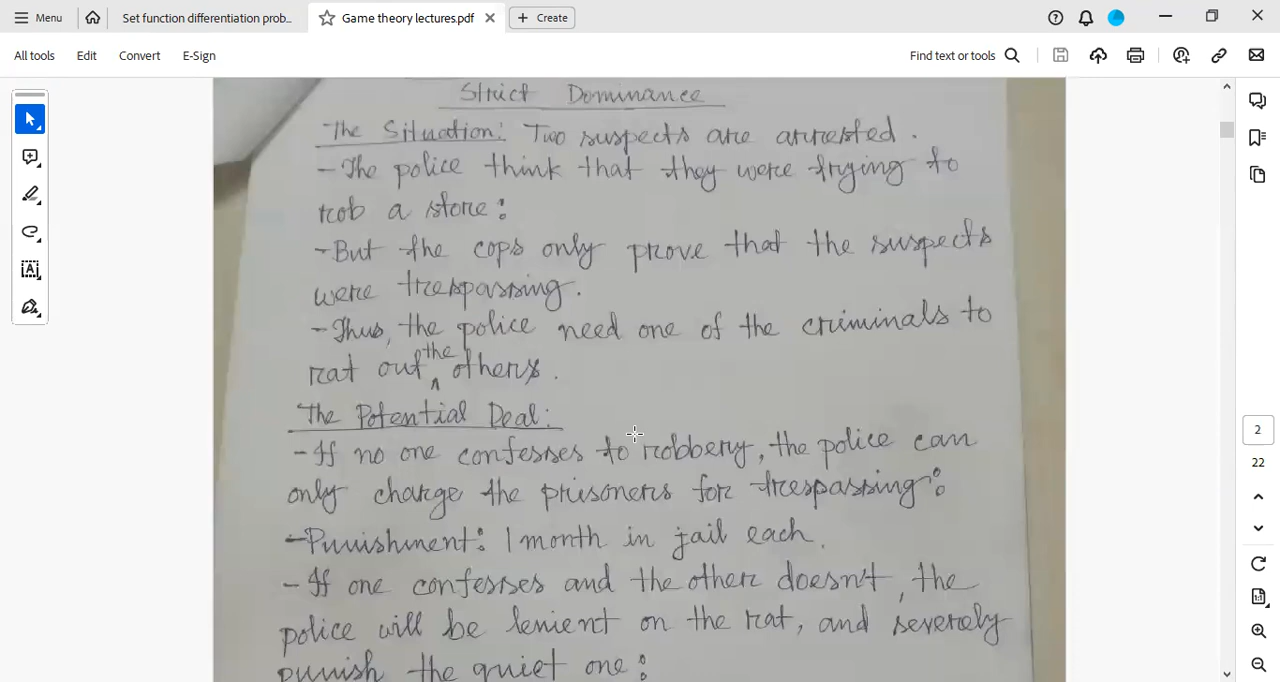 Menu
Set function differentiation prob...
Game theory lectures.pdf
Create
All tools
Edit
Convert
E-Sign
Find text or tools
Strict Dominance
The Situation: Two suspects are arrested.
- The police think that they were trying to
rob a store:
- But the cops only prove that the suspects
were trespassing.
- Thus, the police need one of the criminals to
rat out the others.
The Potential Deal:
- If no one confesses to robbery, the police can
only charge the prisoners for trespassing:
- Punishment: 1 month in jail each.
- If one confesses and the other doesn't, the
police will be lenient on the rat, and severely
punish the quiet one:
2
22
1:1